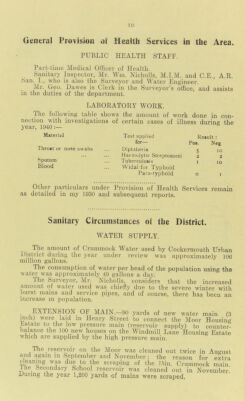 10
General Provision of Health Services in the Area.
PUBLIC HEALTH STAFF.
Part-time Medical Officer of Health
Sanitary Inspector, Mr. Wm. Nicholls, M.I.M. and C.E., A.R.
San. I., who is also the Surveyor and Water Engineer.
Mr. Geo. Dawes is Clerk in the Surveyor's office, and assists
in the duties of the department.
LABORATORY WORK.
The following table shows the amount of work done in con-
nection with investigations of certain cases of illness during the
year, 1940:—
Material Test applied Result:
for— Pos. Neg
Throat or nose swabs ... Diphtheria 5 10
... Haemolytic Streptococci 2 2
Sputum ... Tuberculosis 1 10
Blood ... Widal for Typhoid
Para-typhoid 0 1
Other particulars under Provision of Health Services remain
as detailed in my 1930 and subsequent reports.
Sanitary Circumstances of the District.
WATER SUPPLY.
The amount of Crummock Water used by Cockermouth Urban
District during the year under review was approximately 100
million gallons.
The consumption of water per head of the population using the
water was approximately 40 gallons a day.
The Surveyor, Mr. Nicholls, considers that the increased
amount of water used was chiefly due to the severe winter with
burst mains and service pipes, and of course, there has been an
increase in population.
EXTENSION OF MAIN.—90 yards of new water main (3
inch) were laid in Henry Street to connect the Moor Housing
Estate to the low pressure main (reservoir supply) to counter-
balance the 100 new houses on the Windmill Lane Housing Estate
which are supplied by the high pressure main.
The reservoir on the Moor was cleaned out twice in August
and again in September and November: the reason for extra
cleaning was due to the scraping of the 12in. Crummock main.
The Secondary School reservoir was cleaned out in November.
During the year 1,200 yards of mains were scraped.